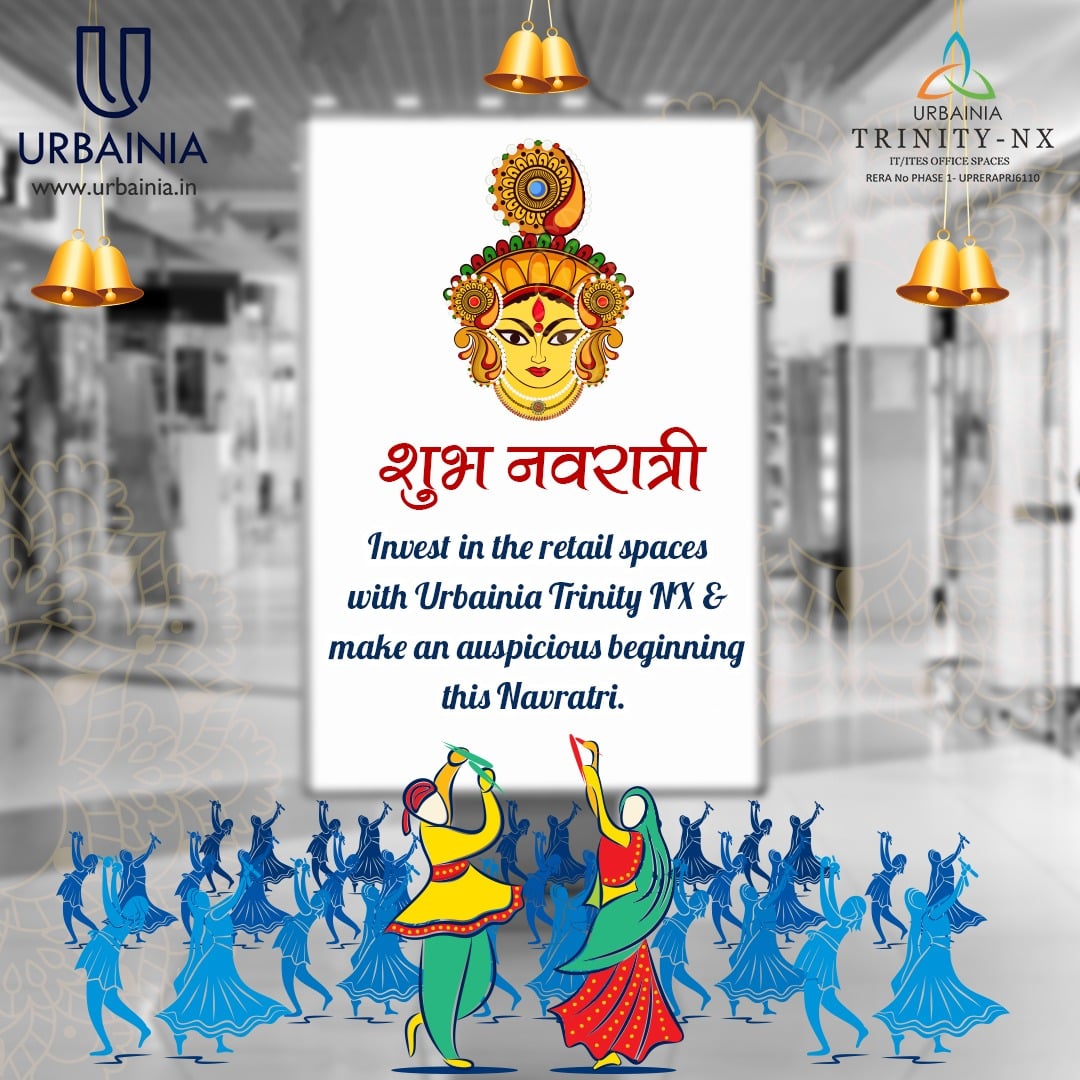 URBAINIA
www.urbainia.in
URBAINIA
TRINITY-NX
IT/ITES OFFICE SPACES
RERA No PHASE 1- UPRERAPRJ6110
शुभ नवरात्री
Invest in the retail spaces
with Urbainia Trinity NX &
make an auspicious beginning
this Navratri.